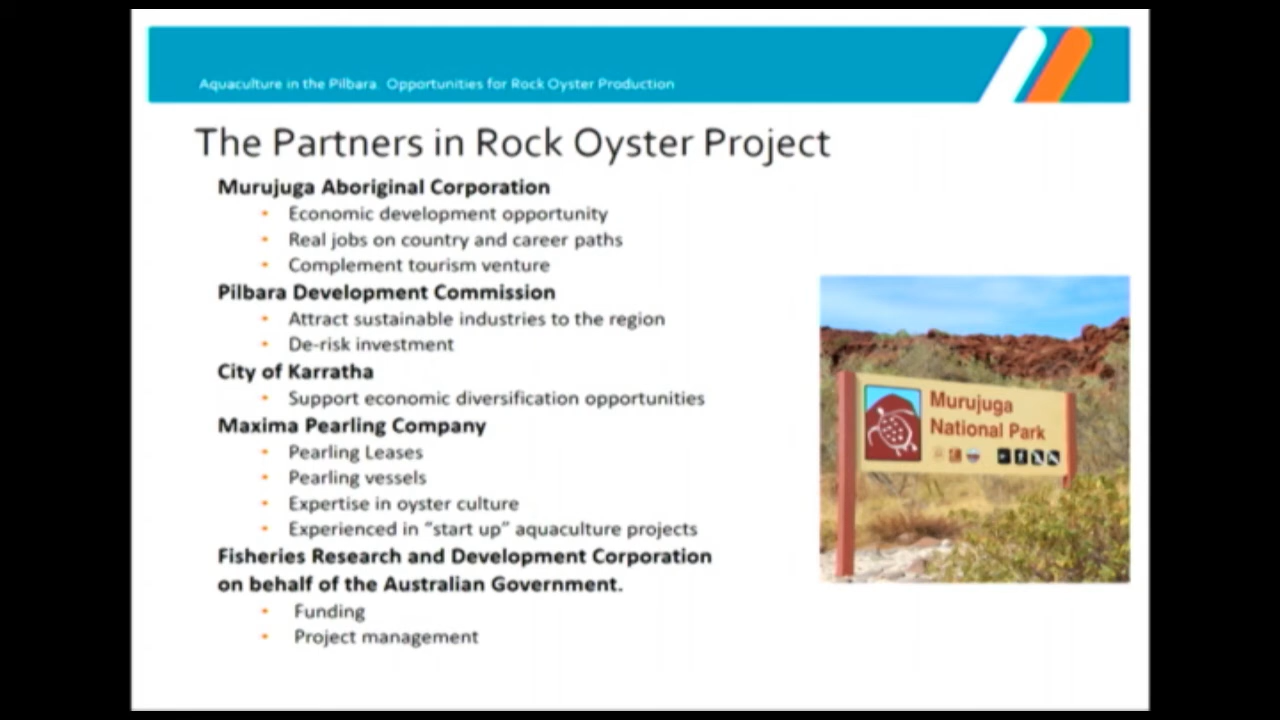 Aquaculture in the Pilbara. Opportunities for Rock Oyster Production
The Partners in Rock Oyster Project
Murujuga Aboriginal Corporation
• Economic development opportunity
• Real jobs on country and career paths
• Complement tourism venture
Pilbara Development Commission
• Attract sustainable industries to the region
• De-risk investment
City of Karratha
• Support economic diversification opportunities
Maxima Pearling Company
• Pearling Leases
• Pearling vessels
• Expertise in oyster culture
• Experienced in “start up” aquaculture projects
Fisheries Research and Development Corporation
on behalf of the Australian Government.
• Funding
• Project management
Murujuga
National Park